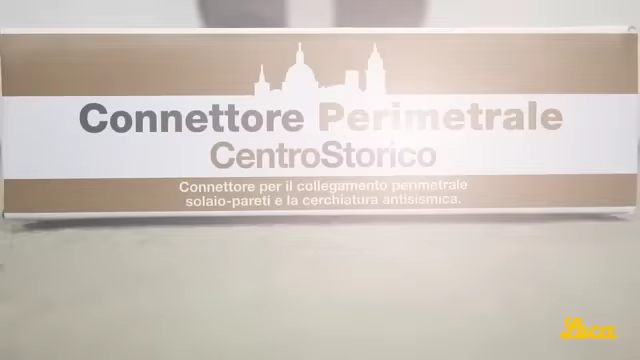 Connettore Perimetrale
CentroStorico
Connettore per il collegamento perimetrale
solaio-pareti e la cerchiatura antisismica.
Leca